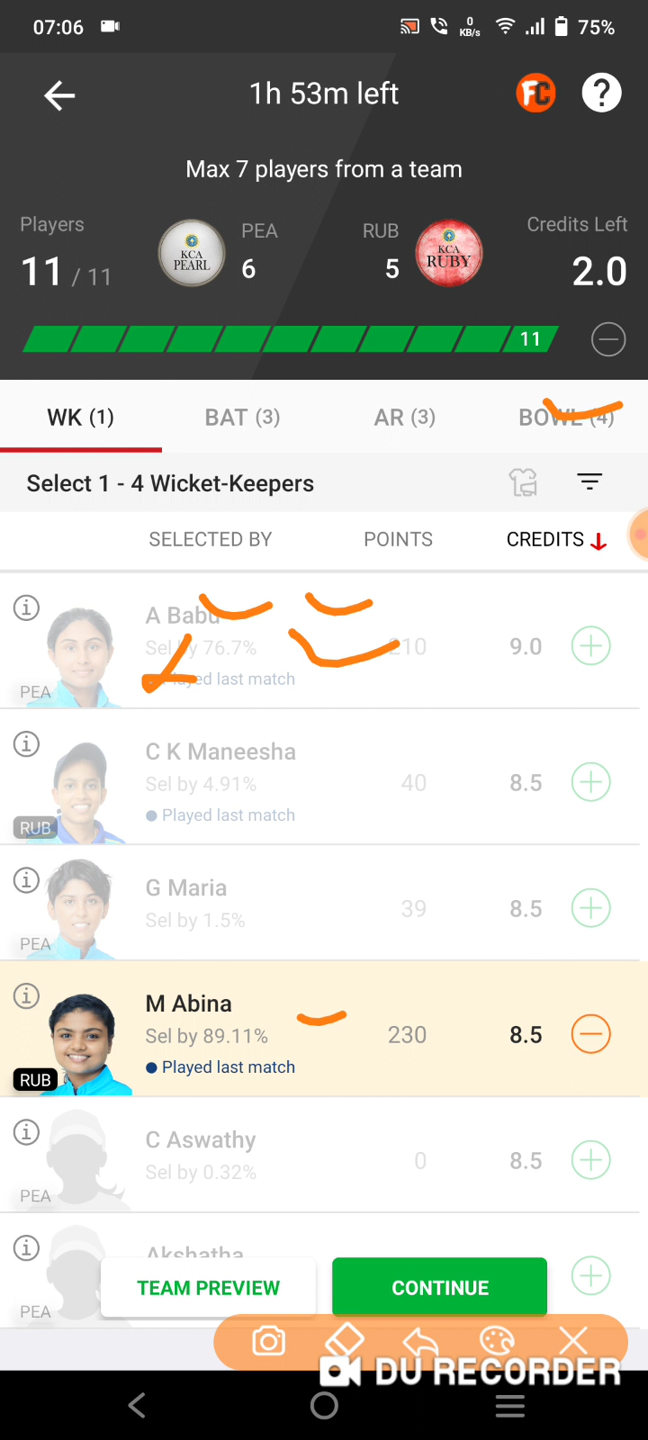 07:06 0 KB/s 75%
1h 53m left FC ?
Max 7 players from a team
Players PEA RUB Credits Left
KCA PEARL KCA RUBY
11 / 11 6 5 2.0
11
WK (1) BAT (3) AR (3) BOWL (4)
Select 1 - 4 Wicket-Keepers
SELECTED BY POINTS CREDITS
A Babu
Sel by 76.7% 210 9.0
PEA Played last match
C K Maneesha
Sel by 4.91% 40 8.5
RUB Played last match
G Maria
Sel by 1.5% 39 8.5
PEA
M Abina
Sel by 89.11% 230 8.5
RUB Played last match
C Aswathy
Sel by 0.32% 0 8.5
PEA
Akshatha
TEAM PREVIEW CONTINUE
PEA
DU RECORDER